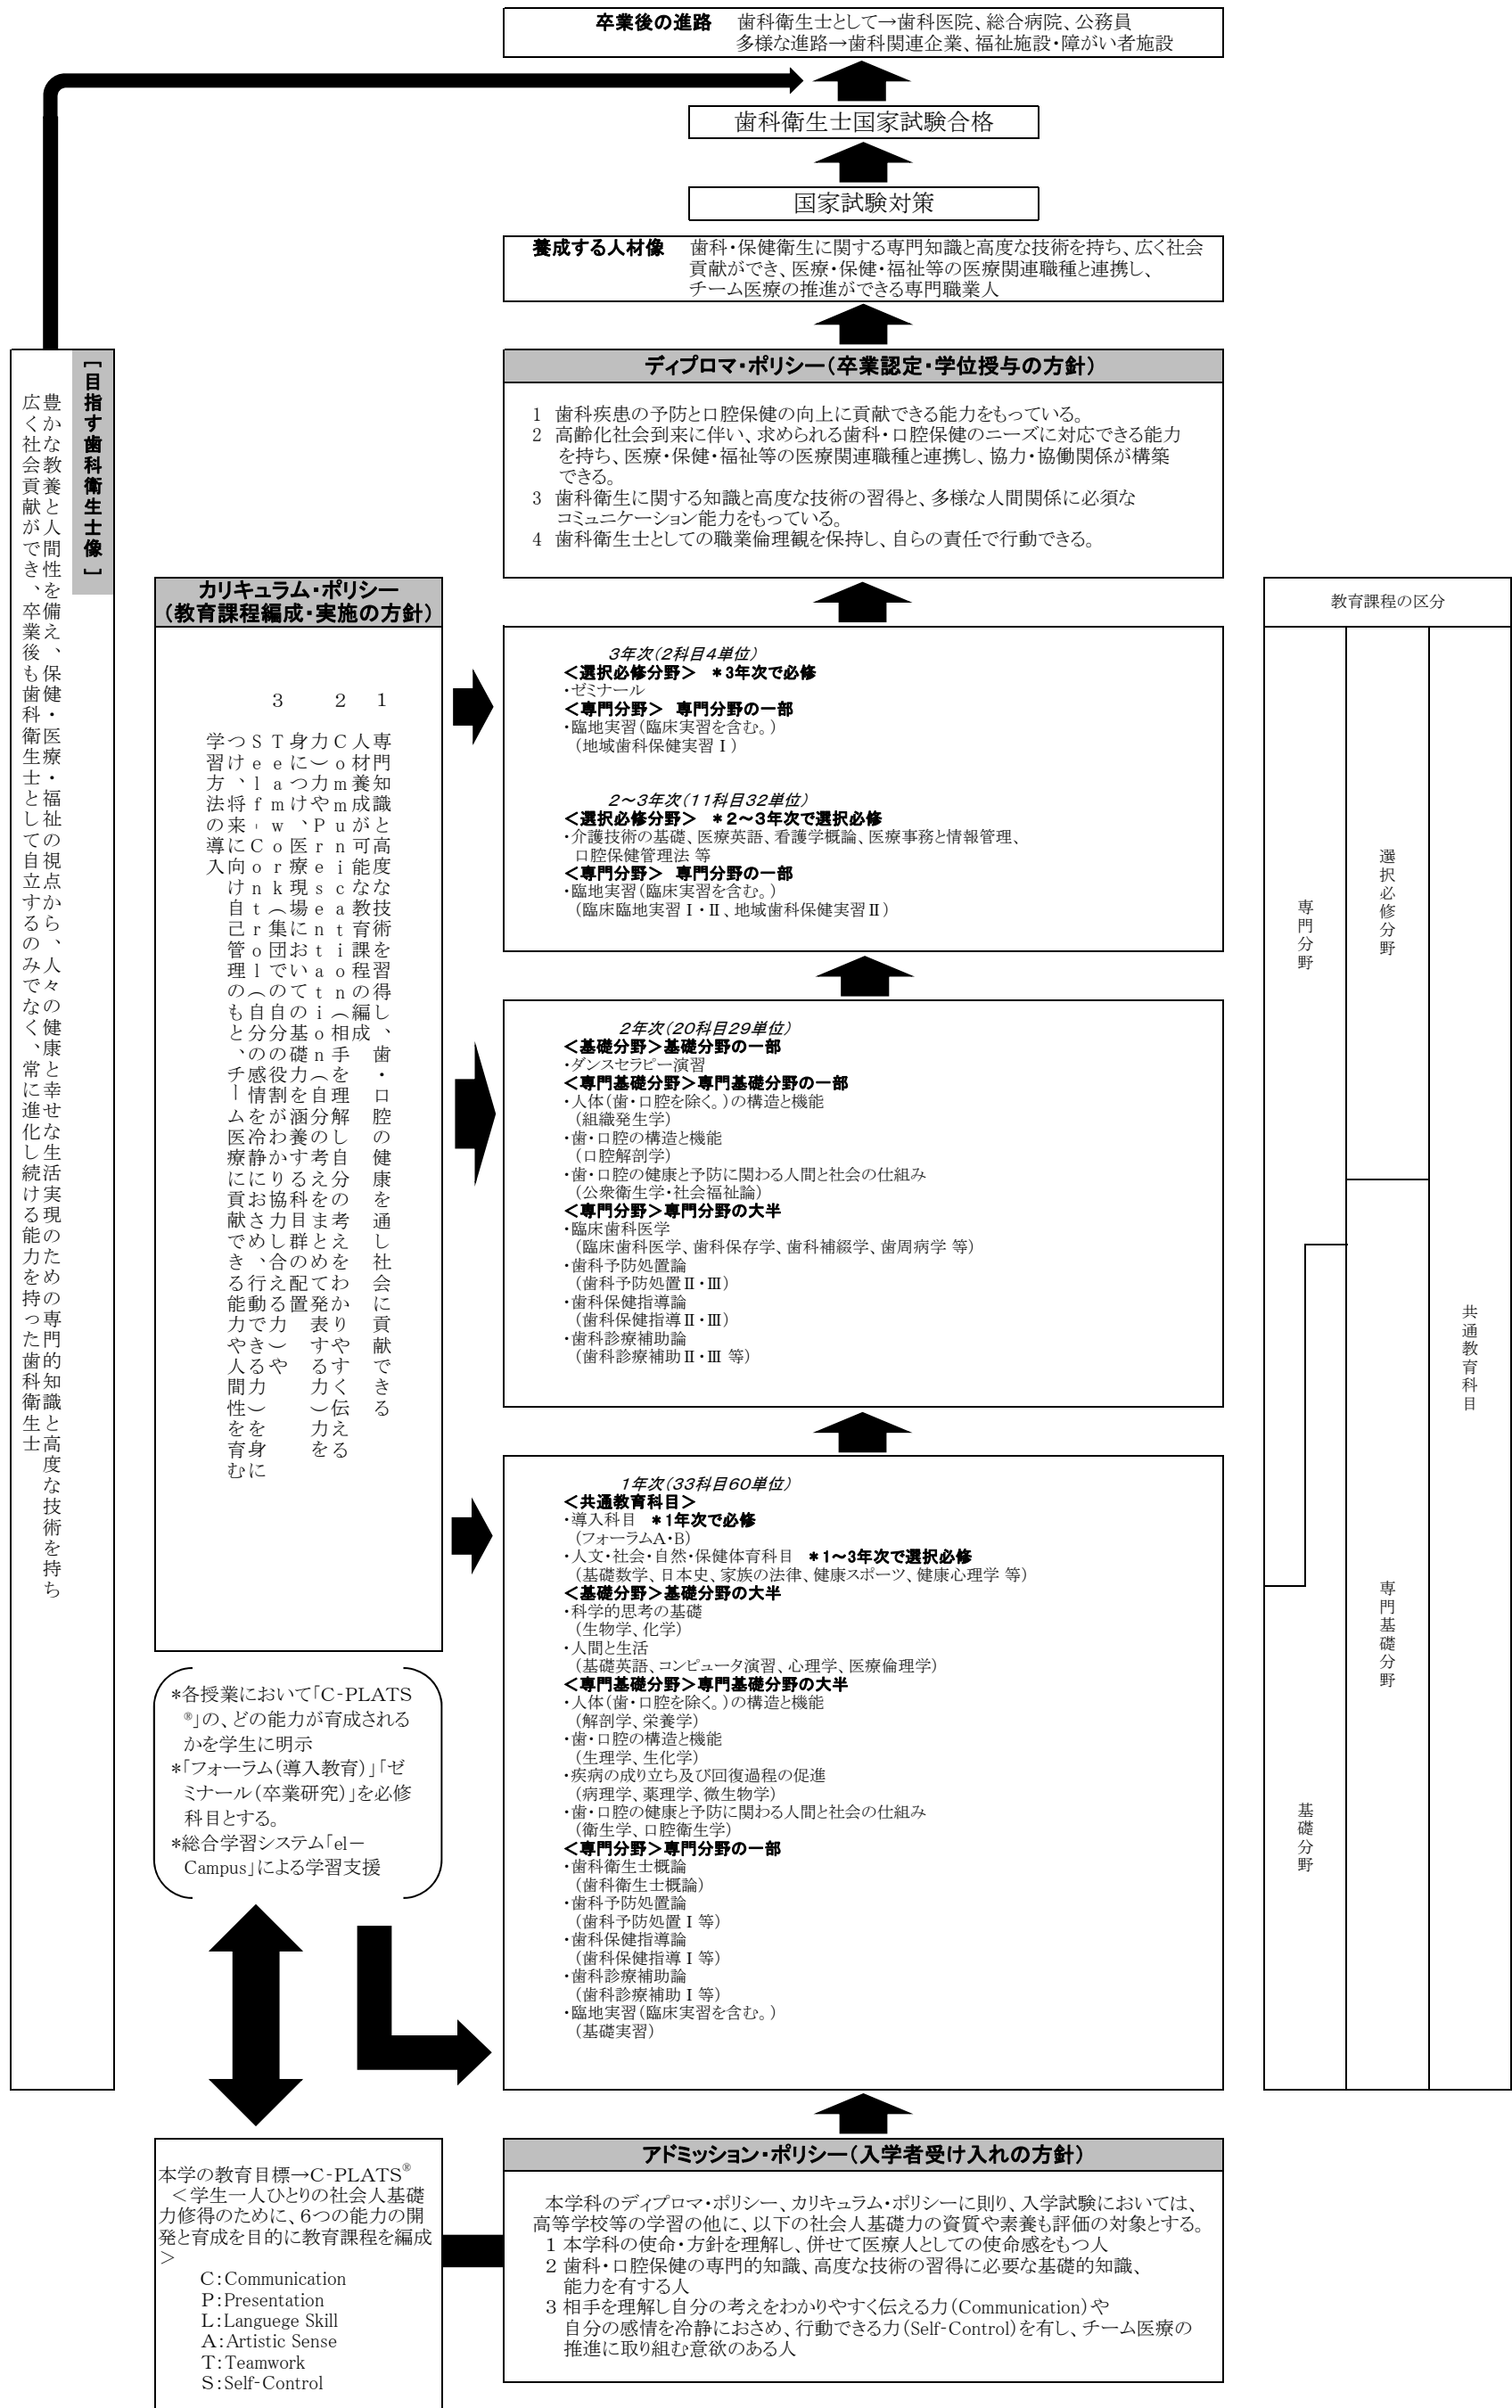 卒業後の進路　歯科衛生士として→歯科医院、総合病院、公務員
多様な進路→歯科関連企業、福祉施設・障がい者施設
歯科衛生士国家試験合格
国家試験対策
養成する人材像　歯科・保健衛生に関する専門知識と高度な技術を持ち、広く社会
貢献ができ、医療・保健・福祉等の医療関連職種と連携し、
チーム医療の推進ができる専門職業人
[目指す歯科衛生士像]
豊かな教養と人間性を備え、保健・医療・福祉の視点から、人々の健康と幸せな生活実現のための専門的知識と高度な技術を持ち
広く社会貢献ができ、卒業後も歯科衛生士として自立するのみでなく、常に進化し続ける能力を持った歯科衛生士
ディプロマ・ポリシー（卒業認定・学位授与の方針）
1 歯科疾患の予防と口腔保健の向上に貢献できる能力をもっている。
2 高齢化社会到来に伴い、求められる歯科・口腔保健のニーズに対応できる能力
を持ち、医療・保健・福祉等の医療関連職種と連携し、協力・協働関係が構築
できる。
3 歯科衛生に関する知識と高度な技術の習得と、多様な人間関係に必須な
コミュニケーション能力をもっている。
4 歯科衛生士としての職業倫理観を保持し、自らの責任で行動できる。
カリキュラム・ポリシー
（教育課程編成・実施の方針）
1 専門知識と高度な技術を習得し、歯・口腔の健康を通し社会に貢献できる
人材養成が可能な教育課程の編成
2 Communication（相手を理解し自分の考えをわかりやすく伝える
力）力やPresentation（自分の考えをまとめて発表する力）力を
身につけ、医療現場においての基礎力を涵養する科目群の配置
3 Teamwork（集団での自分の役割がわかり協力し合える力）や
Self-Control（自分の感情を冷静におさめ、行動できる力）を身に
つけ、将来に向け自己管理のもと、チーム医療に貢献できる能力や人間性を育む
学習方法の導入
3年次（2科目4単位）
＜選択必修分野＞　＊3年次で必修
・ゼミナール
＜専門分野＞　専門分野の一部
・臨地実習（臨床実習を含む。）
（地域歯科保健実習Ⅰ）
2～3年次（11科目32単位）
＜選択必修分野＞　＊2～3年次で選択必修
・介護技術の基礎、医療英語、看護学概論、医療事務と情報管理、
口腔保健管理法 等
＜専門分野＞　専門分野の一部
・臨地実習（臨床実習を含む。）
（臨床臨地実習Ⅰ・Ⅱ、地域歯科保健実習Ⅱ）
2年次（20科目29単位）
＜基礎分野＞基礎分野の一部
・ダンスセラピー演習
＜専門基礎分野＞専門基礎分野の一部
・人体（歯・口腔を除く。）の構造と機能
（組織発生学）
・歯・口腔の構造と機能
（口腔解剖学）
・歯・口腔の健康と予防に関わる人間と社会の仕組み
（公衆衛生学・社会福祉論）
＜専門分野＞専門分野の大半
・臨床歯科医学
（臨床歯科医学、歯科保存学、歯科補綴学、歯周病学 等）
・歯科予防処置論
（歯科予防処置Ⅱ・Ⅲ）
・歯科保健指導論
（歯科保健指導Ⅱ・Ⅲ）
・歯科診療補助論
（歯科診療補助Ⅱ・Ⅲ 等）
1年次（33科目60単位）
＜共通教育科目＞
・導入科目　＊1年次で必修
（フォーラムA・B）
・人文・社会・自然・保健体育科目　＊1～3年次で選択必修
（基礎数学、日本史、家族の法律、健康スポーツ、健康心理学 等）
＜基礎分野＞基礎分野の大半
・科学的思考の基礎
（生物学、化学）
・人間と生活
（基礎英語、コンピュータ演習、心理学、医療倫理学）
＜専門基礎分野＞専門基礎分野の大半
・人体（歯・口腔を除く。）の構造と機能
（解剖学、栄養学）
・歯・口腔の構造と機能
（生理学、生化学）
・疾病の成り立ち及び回復過程の促進
（病理学、薬理学、微生物学）
・歯・口腔の健康と予防に関わる人間と社会の仕組み
（衛生学、口腔衛生学）
＜専門分野＞専門分野の一部
・歯科衛生士概論
（歯科衛生士概論）
・歯科予防処置論
（歯科予防処置Ⅰ等）
・歯科保健指導論
（歯科保健指導Ⅰ等）
・歯科診療補助論
（歯科診療補助Ⅰ等）
・臨地実習（臨床実習を含む。）
（基礎実習）
教育課程の区分
専門分野
選択必修分野
共通教育科目
専門基礎分野
基礎分野
*各授業において「C-PLATS
®」の、どの能力が育成される
かを学生に明示
*「フォーラム（導入教育）」「ゼ
ミナール（卒業研究）」を必修
科目とする。
*総合学習システム「el－
Campus」による学習支援
本学の教育目標→C-PLATS®
＜学生一人ひとりの社会人基礎
力修得のために、6つの能力の開
発と育成を目的に教育課程を編成
＞
C：Communication
P：Presentation
L：Languege Skill
A：Artistic Sense
T：Teamwork
S：Self-Control
アドミッション・ポリシー（入学者受け入れの方針）
本学科のディプロマ・ポリシー、カリキュラム・ポリシーに則り、入学試験においては、
高等学校等の学習の他に、以下の社会人基礎力の資質や素養も評価の対象とする。
1 本学科の使命・方針を理解し、併せて医療人としての使命感をもつ人
2 歯科・口腔保健の専門的知識、高度な技術の習得に必要な基礎的知識、
能力を有する人
3 相手を理解し自分の考えをわかりやすく伝える力（Communication）や
自分の感情を冷静におさめ、行動できる力（Self-Control）を有し、チーム医療の
推進に取り組む意欲のある人